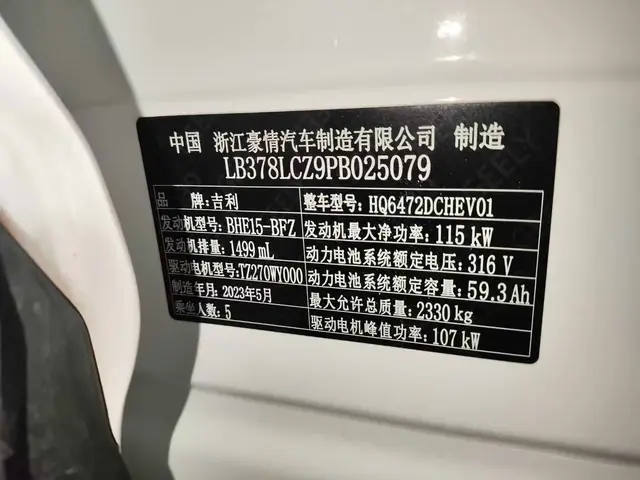 中国 浙江豪情汽车制造有限公司 制造
LB378LCZ9PB025079
品牌:吉利 整车型号:HQ6472DCHEV01
发动机型号:BHE15-BFZ 发动机最大净功率:115 kW
发动机排量:1499 mL 动力电池系统额定电压:316 V
驱动电机型号:TZ270WY000 动力电池系统额定容量:59.3 Ah
制造年月:2023年5月 最大允许总质量:2330 kg
乘坐人数:5 驱动电机峰值功率:107 kW